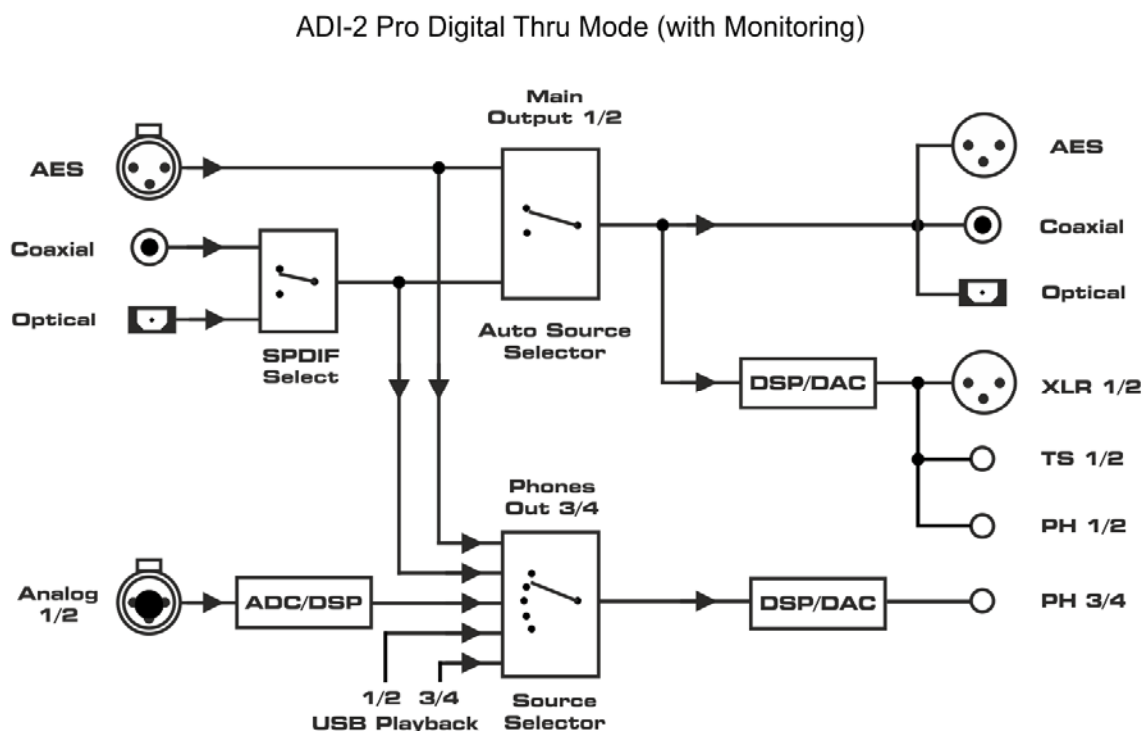 ADI-2 Pro Digital Thru Mode (with Monitoring)
Main
Output 1/2
AES
Coaxial
Optical
SPDIF
Select
Auto Source
Selector
AES
Coaxial
Optical
DSP/DAC
XLR 1/2
TS 1/2
PH 1/2
Phones
Out 3/4
Analog
1/2
ADC/DSP
DSP/DAC
PH 3/4
1/2 3/4
USB Playback
Source
Selector